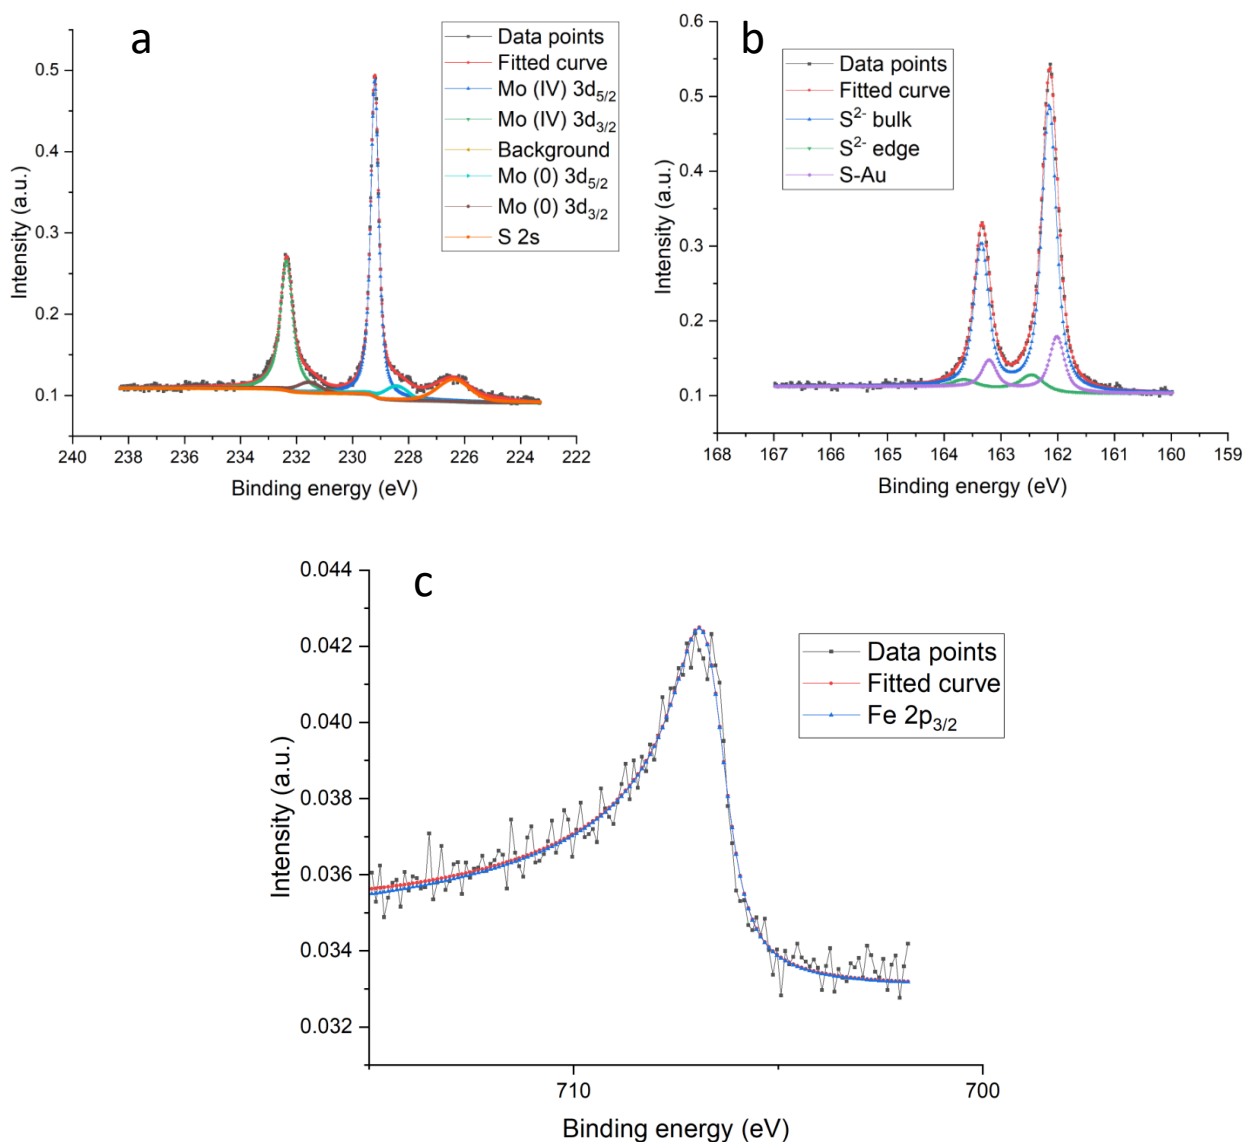 a
Data points
Fitted curve
Mo (IV) 3d5/2
Mo (IV) 3d3/2
Background
Mo (0) 3d5/2
Mo (0) 3d3/2
S 2s
0.5
0.4
0.3
0.2
0.1
Intensity (a.u.)
240 238 236 234 232 230 228 226 224 222
Binding energy (eV)
b
Data points
Fitted curve
S2- bulk
S2- edge
S-Au
0.6
0.5
0.4
0.3
0.2
0.1
Intensity (a.u.)
168 167 166 165 164 163 162 161 160 159
Binding energy (eV)
c
Data points
Fitted curve
Fe 2p3/2
0.044
0.042
0.040
0.038
0.036
0.034
0.032
Intensity (a.u.)
710 700
Binding energy (eV)